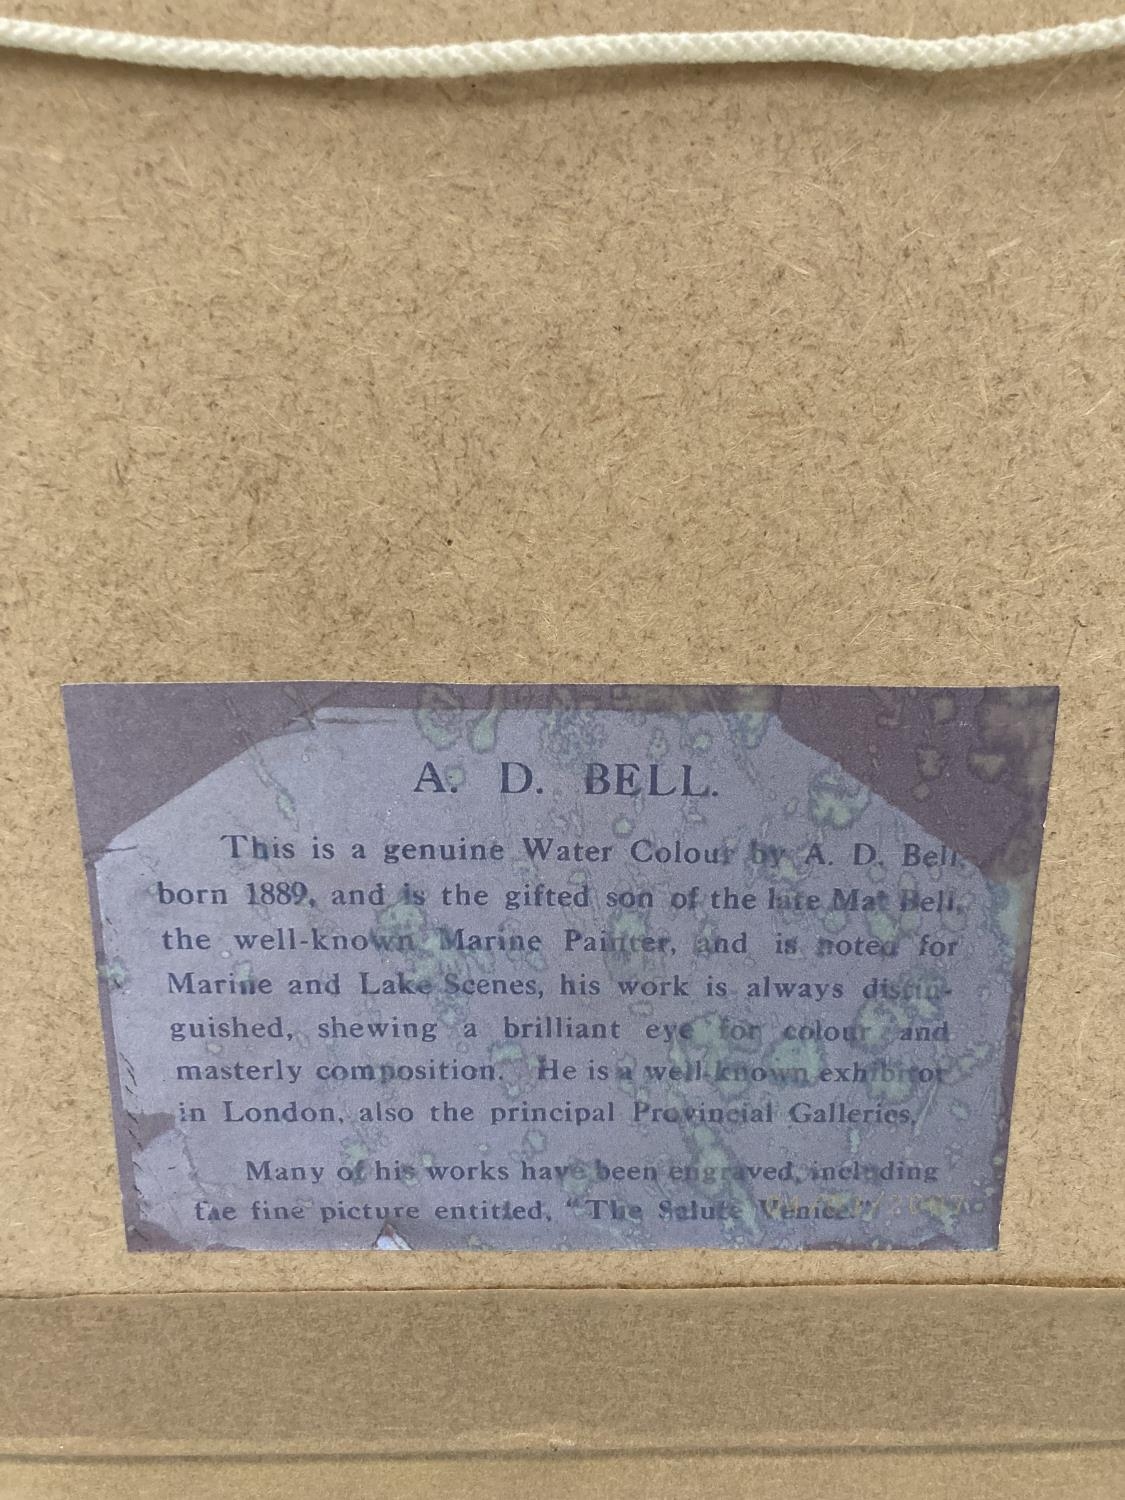 A. D. BELL.
This is a genuine Water Colour by A. D. Bell,
born 1889, and is the gifted son of the late Mat Bell,
the well-known Marine Painter, and is noted for
Marine and Lake Scenes, his work is always distin-
guished, shewing a brilliant eye for colour and
masterly composition. He is a well-known exhibitor
in London, also the principal Provincial Galleries.
Many of his works have been engraved, including
the fine picture entitled, "The Salute Venice."